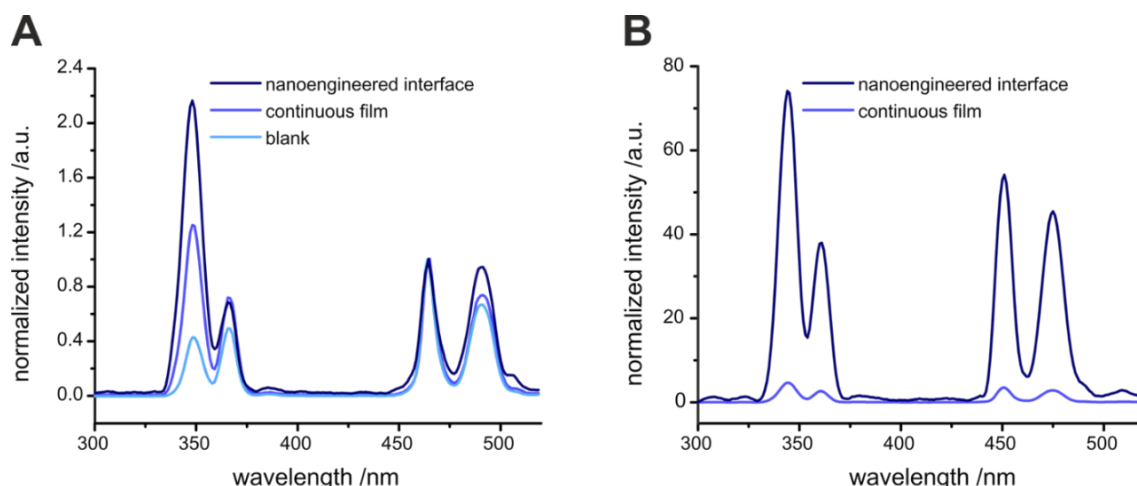 A
normalized intensity /a.u.
2.4
2.0
1.6
1.2
0.8
0.4
0.0
nanoengineered interface
continuous film
blank
300
350
400
450
500
wavelength /nm
B
normalized intensity /a.u.
80
60
40
20
0
nanoengineered interface
continuous film
300
350
400
450
500
wavelength /nm